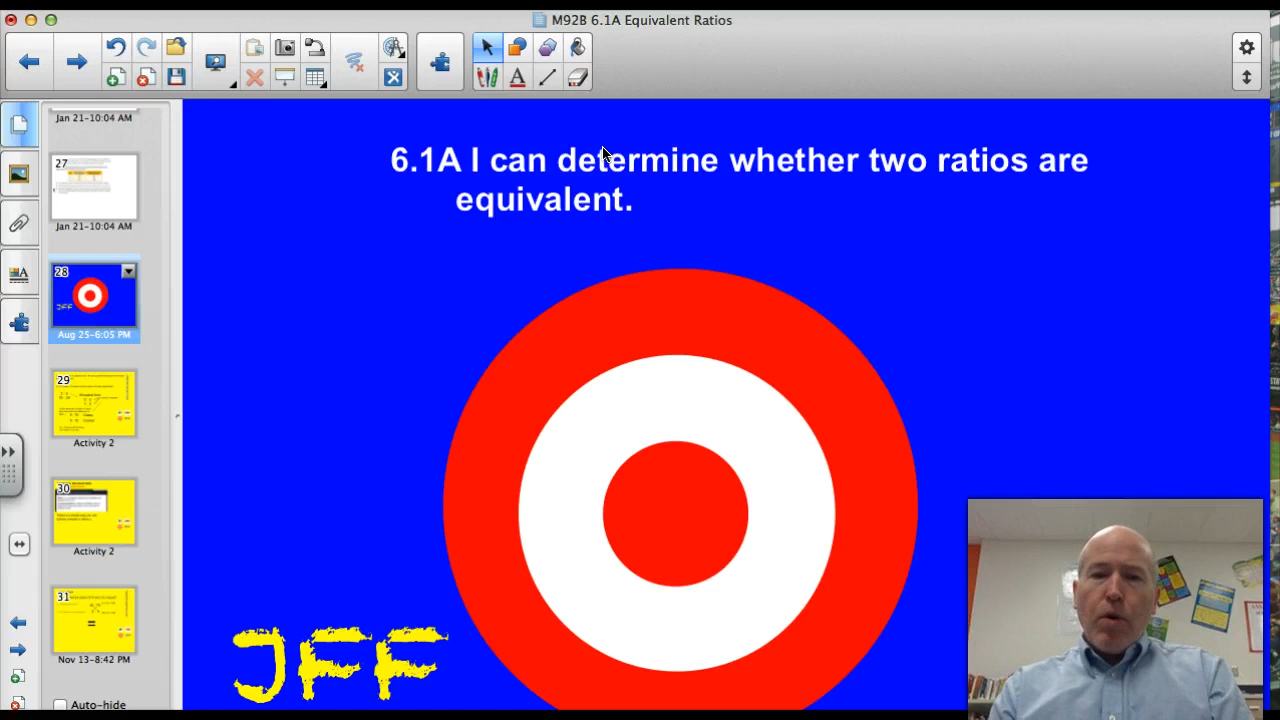 M92B 6.1A Equivalent Ratios
Jan 21-10:04 AM
27
Jan 21-10:04 AM
28
JFF
Aug 25-6:05 PM
29
Activity 2
30
Activity 2
31
Nov 13-8:42 PM
Auto-hide
6.1A I can determine whether two ratios are
equivalent.
JFF